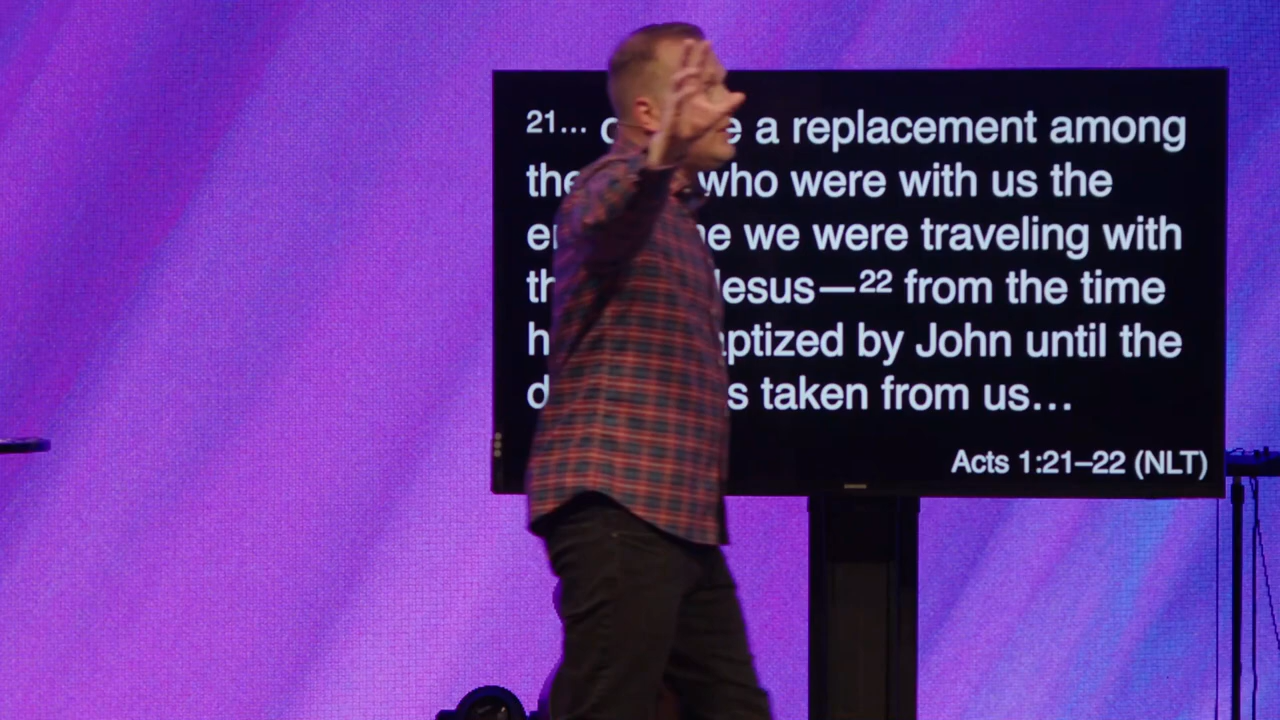 21... a replacement among
who were with us the
we were traveling with
Jesus—22 from the time
by John until the
taken from us...
Acts 1:21–22 (NLT)